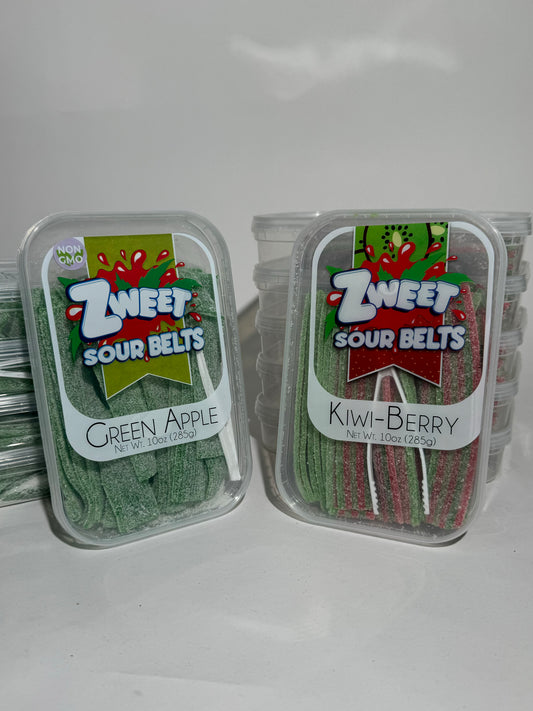 NON
GMO
ZWEET
SOUR BELTS
GREEN APPLE
NET WT. 10OZ (285g)
ZWEET
SOUR BELTS
KIWI-BERRY
NET WT. 10OZ (285g)